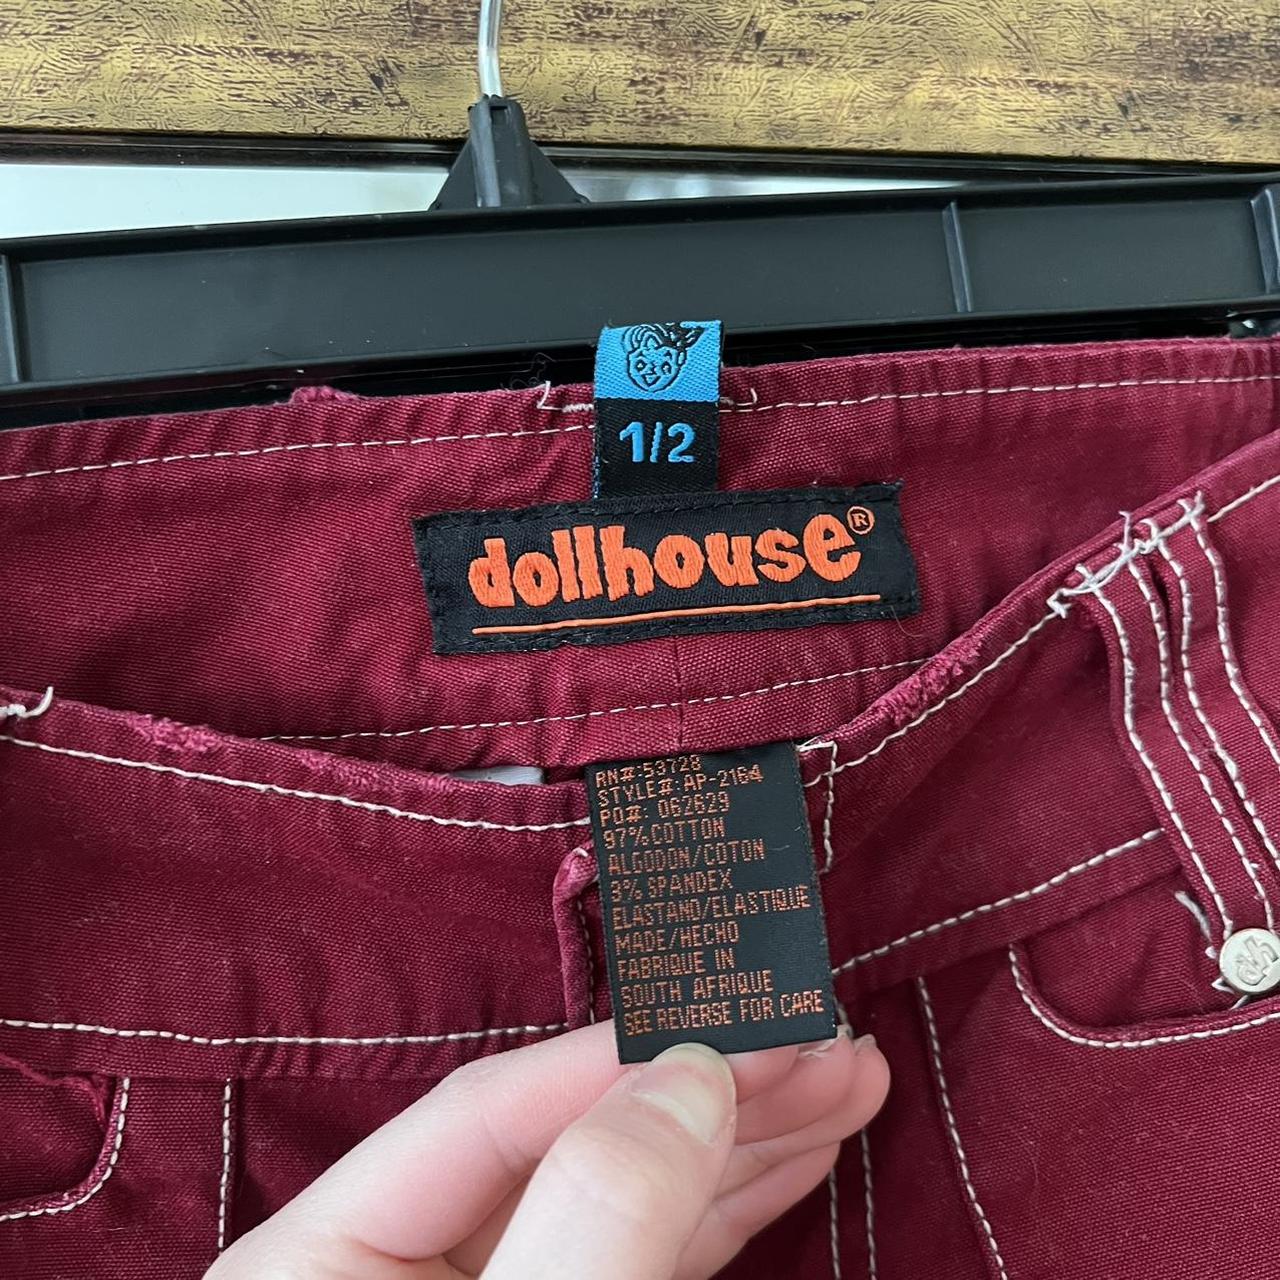 1/2
dollhouse®
RN#:53728
STYLE#: AP-2164
PO#: 062629
97%COTTON
ALGODON/COTON
3% SPANDEX
ELASTANO/ELASTIQUE
MADE/HECHO
FABRIQUE IN
SOUTH AFRIQUE
SEE REVERSE FOR CARE
dh